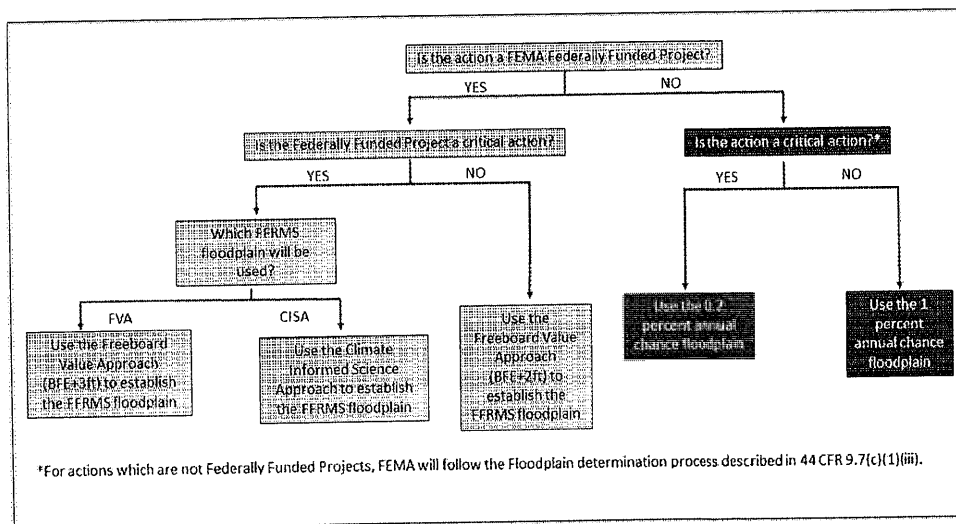 Is the action a FEMA Federally Funded Project?
YES
NO
Is the Federally Funded Project a critical action?
Is the action a critical action?*
YES
NO
YES
NO
Which FFRMS
floodplain will be
used?
FVA
CISA
Use the Freeboard
Value Approach
(BFE+3ft) to establish
the FFRMS floodplain
Use the Climate
Informed Science
Approach to establish
the FFRMS floodplain
Use the
Freeboard Value
Approach
(BFE+2ft) to
establish the
FFRMS floodplain
Use the 0.2
percent annual
chance floodplain
Use the 1
percent
annual chance
floodplain
*For actions which are not Federally Funded Projects, FEMA will follow the Floodplain determination process described in 44 CFR 9.7(c)(1)(iii).